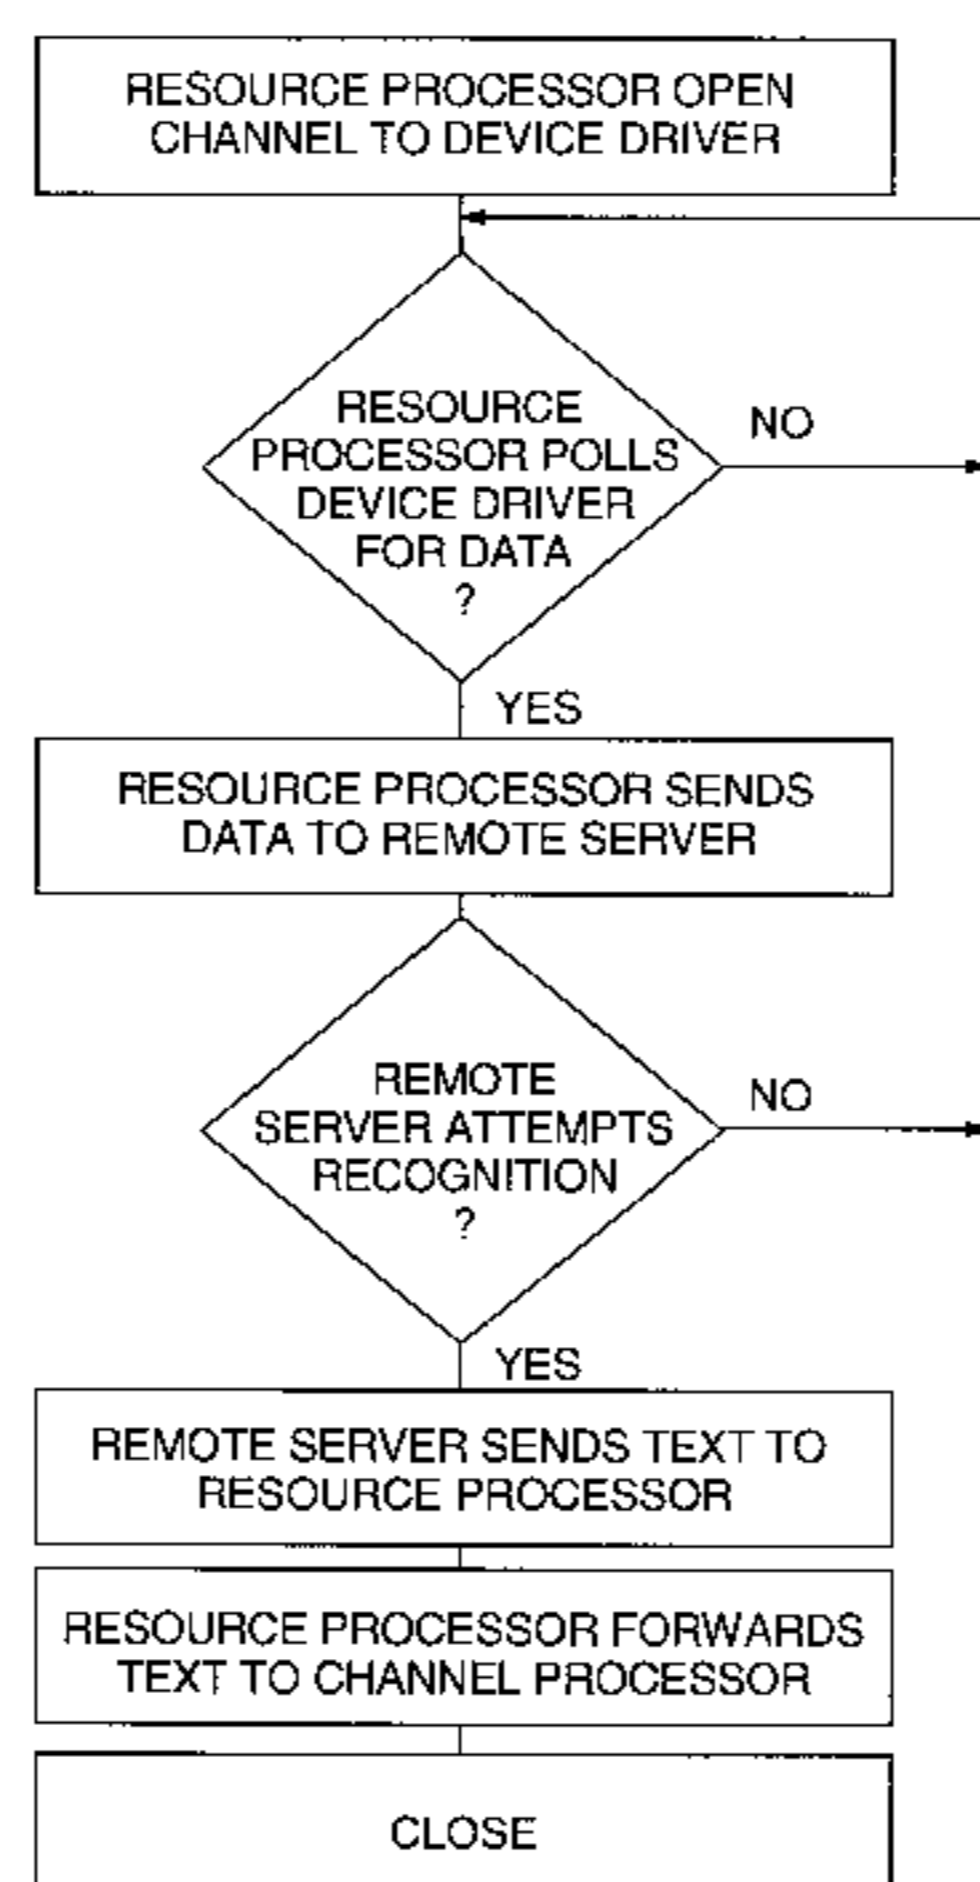 RESOURCE PROCESSOR OPEN
CHANNEL TO DEVICE DRIVER
RESOURCE
PROCESSOR POLLS
DEVICE DRIVER
FOR DATA
?
NO
YES
RESOURCE PROCESSOR SENDS
DATA TO REMOTE SERVER
REMOTE
SERVER ATTEMPTS
RECOGNITION
?
NO
YES
REMOTE SERVER SENDS TEXT TO
RESOURCE PROCESSOR
RESOURCE PROCESSOR FORWARDS
TEXT TO CHANNEL PROCESSOR
CLOSE